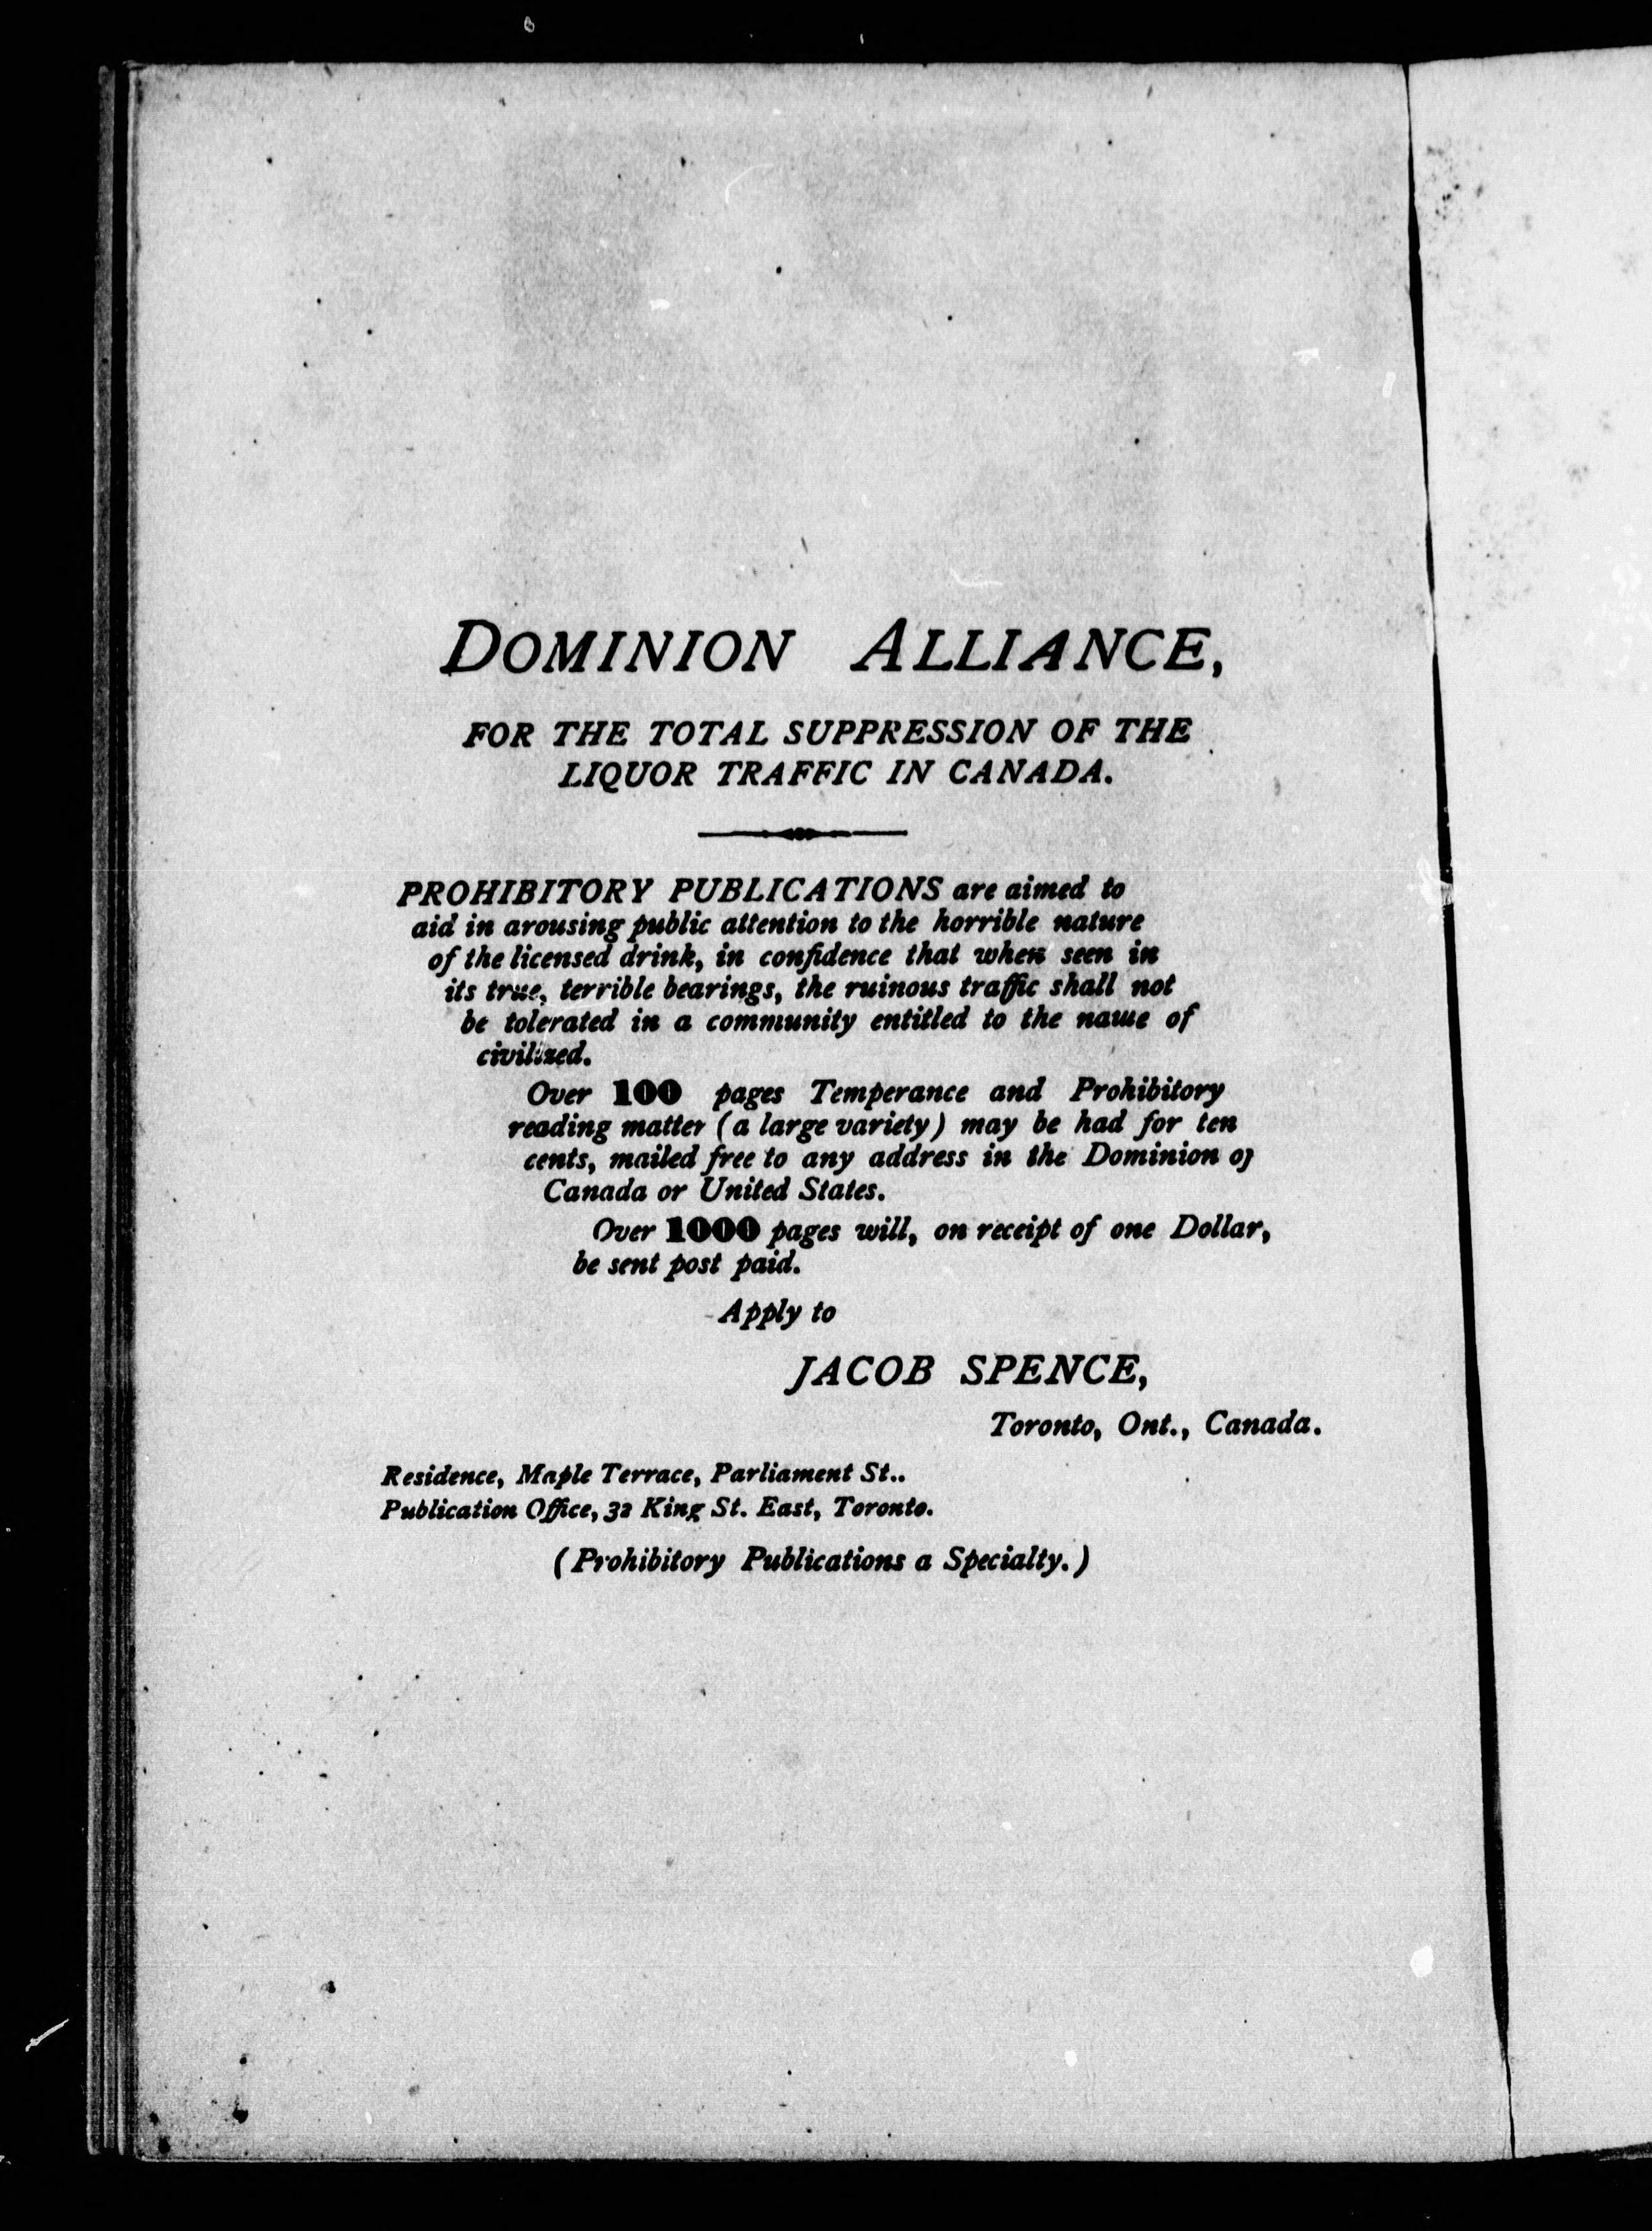 DOMINION ALLIANCE,
FOR THE TOTAL SUPPRESSION OF THE
LIQUOR TRAFFIC IN CANADA.
PROHIBITORY PUBLICATIONS are aimed to
aid in arousing public attention to the horrible nature
of the licensed drink, in confidence that when seen in
its true, terrible bearings, the ruinous traffic shall not
be tolerated in a community entitled to the name of
civilized.
Over 100 pages Temperance and Prohibitory
reading matter (a large variety) may be had for ten
cents, mailed free to any address in the Dominion of
Canada or United States.
Over 1000 pages will, on receipt of one Dollar,
be sent post paid.
Apply to
JACOB SPENCE,
Toronto, Ont., Canada.
Residence, Maple Terrace, Parliament St..
Publication Office, 32 King St. East, Toronto.
(Prohibitory Publications a Specialty.)